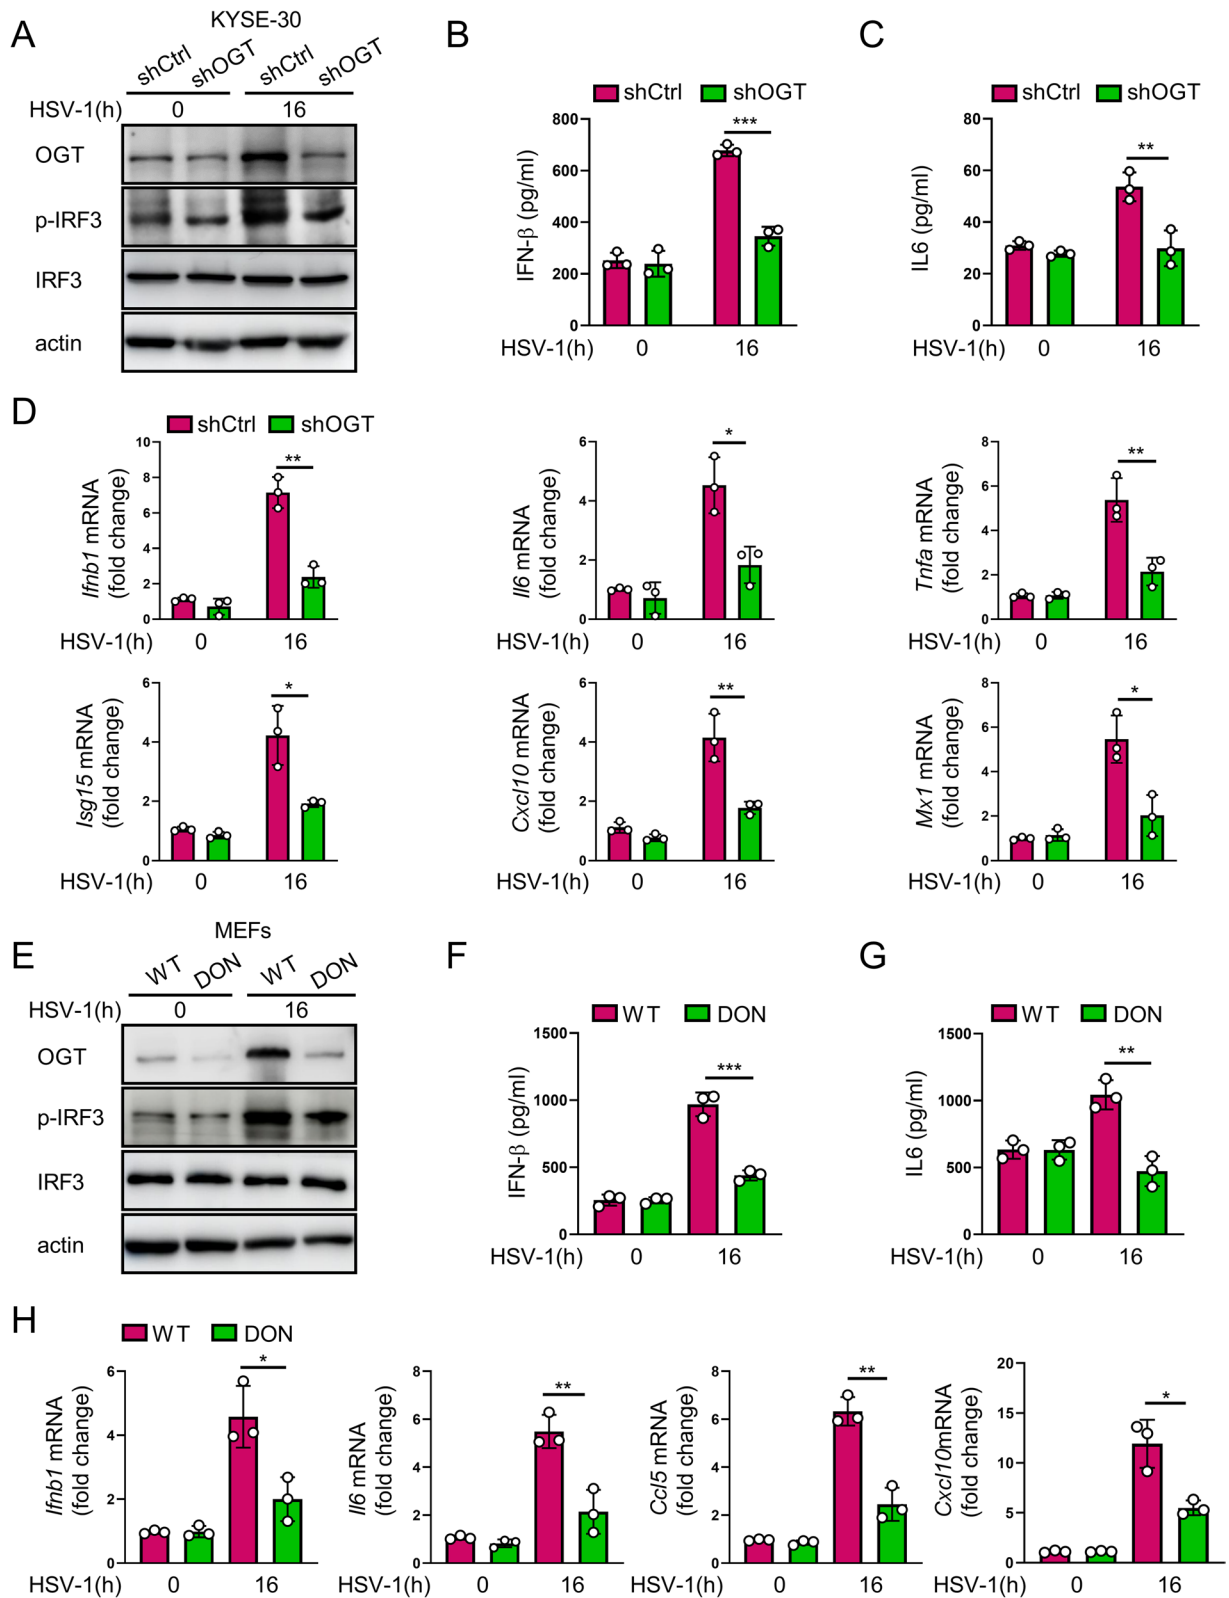 A
KYSE-30
shCtrl shOGT shCtrl shOGT
HSV-1(h) 0 16
OGT
p-IRF3
IRF3
actin
B
shCtrl shOGT
IFN-β (pg/ml)
800
600
400
200
0
***
HSV-1(h) 0 16
C
shCtrl shOGT
IL6 (pg/ml)
80
60
40
20
0
**
HSV-1(h) 0 16
D
shCtrl shOGT
Ifnb1 mRNA
(fold change)
10
8
6
4
2
0
**
HSV-1(h) 0 16
Il6 mRNA
(fold change)
6
4
2
0
*
HSV-1(h) 0 16
Tnfa mRNA
(fold change)
8
6
4
2
0
**
HSV-1(h) 0 16
Isg15 mRNA
(fold change)
6
4
2
0
*
HSV-1(h) 0 16
Cxcl10 mRNA
(fold change)
6
4
2
0
**
HSV-1(h) 0 16
Mx1 mRNA
(fold change)
8
6
4
2
0
*
HSV-1(h) 0 16
E
MEFs
WT DON WT DON
HSV-1(h) 0 16
OGT
p-IRF3
IRF3
actin
F
WT DON
IFN-β (pg/ml)
1500
1000
500
0
***
HSV-1(h) 0 16
G
WT DON
IL6 (pg/ml)
1500
1000
500
0
**
HSV-1(h) 0 16
H
WT DON
Ifnb1 mRNA
(fold change)
6
4
2
0
*
HSV-1(h) 0 16
Il6 mRNA
(fold change)
8
6
4
2
0
**
HSV-1(h) 0 16
Ccl5 mRNA
(fold change)
8
6
4
2
0
**
HSV-1(h) 0 16
Cxcl10mRNA
(fold change)
20
15
10
5
0
*
HSV-1(h) 0 16